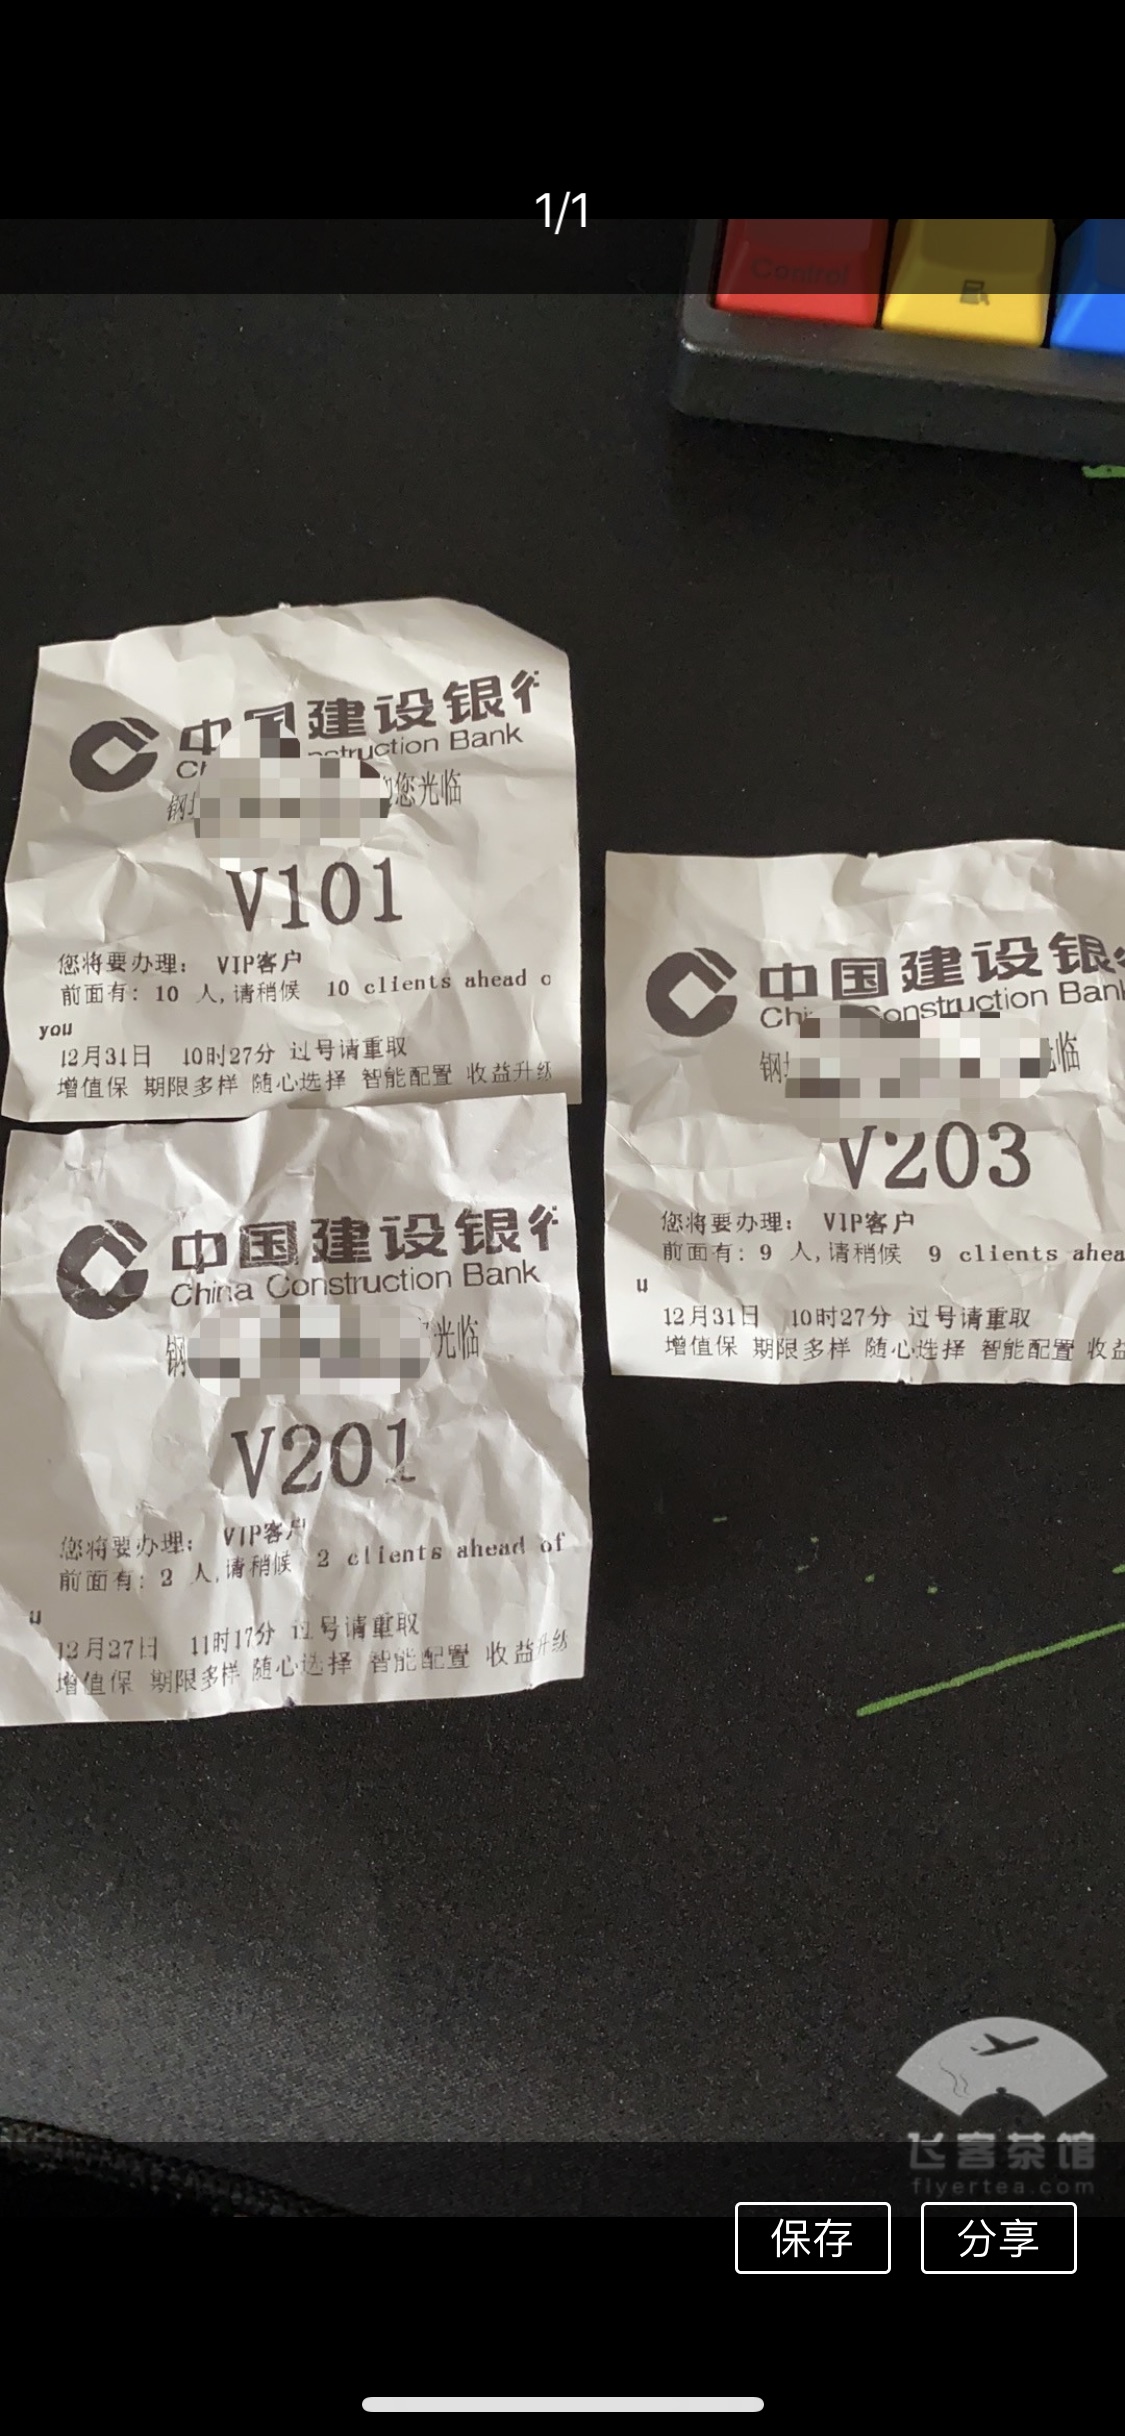 1/1
Control
中国建设银行
nstruction Bank
您光临
V101
您将要办理： VIP客户
前面有: 10 人,请稍候 10 clients ahead o
you
12月31日 10时27分 过号请重取
增值保 期限多样 随心选择 智能配置 收益升级
中国建设银行
China Construction Bank
钢
光临
V201
您将要办理： VIP客户
前面有: 2 人,请稍候 2 clients ahead of
u
12月27日 11时17分 过号请重取
增值保 期限多样 随心选择 智能配置 收益升级
中国建设银
Construction Bank
钢
临
V203
您将要办理： VIP客户
前面有: 9 人,请稍候 9 clients ahea
u
12月31日 10时27分 过号请重取
增值保 期限多样 随心选择 智能配置 收益
飞客茶馆
flyertea.com
保存 分享